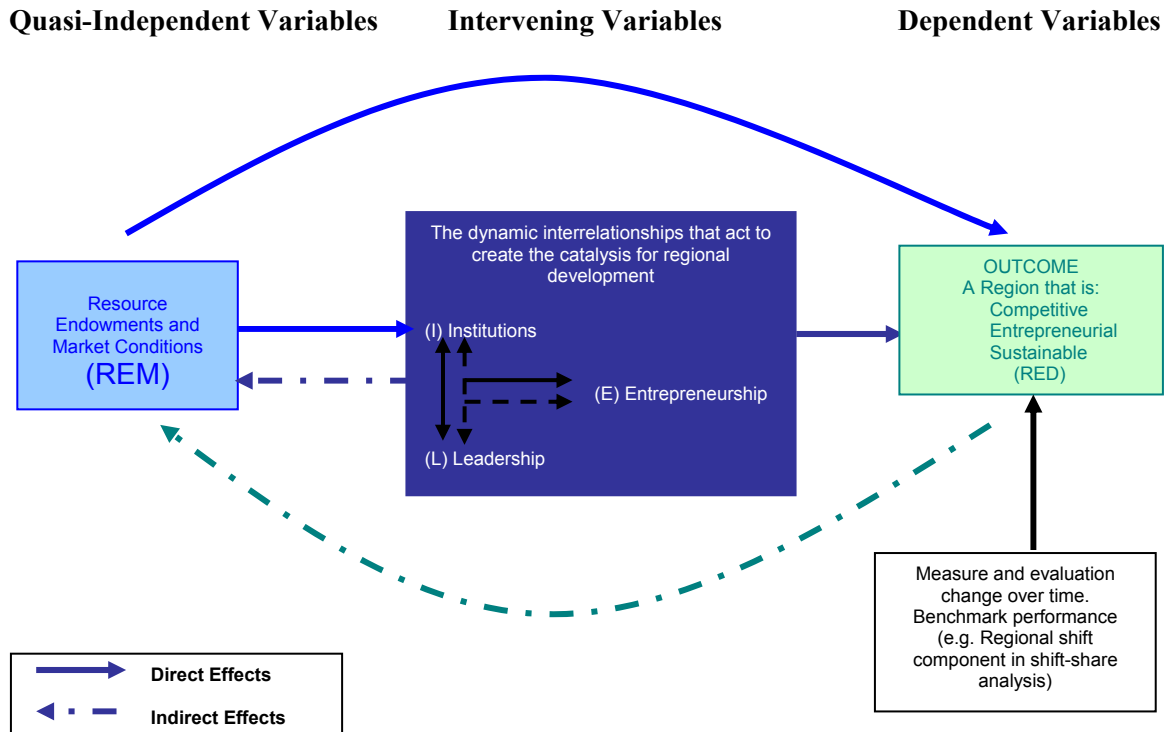 Quasi-Independent Variables
Intervening Variables
Dependent Variables
The dynamic interrelationships that act to
create the catalysis for regional
development
(I) Institutions
(E) Entrepreneurship
(L) Leadership
Resource
Endowments and
Market Conditions
(REM)
OUTCOME
A Region that is:
Competitive
Entrepreneurial
Sustainable
(RED)
Measure and evaluation
change over time.
Benchmark performance
(e.g. Regional shift
component in shift-share
analysis)
Direct Effects
Indirect Effects